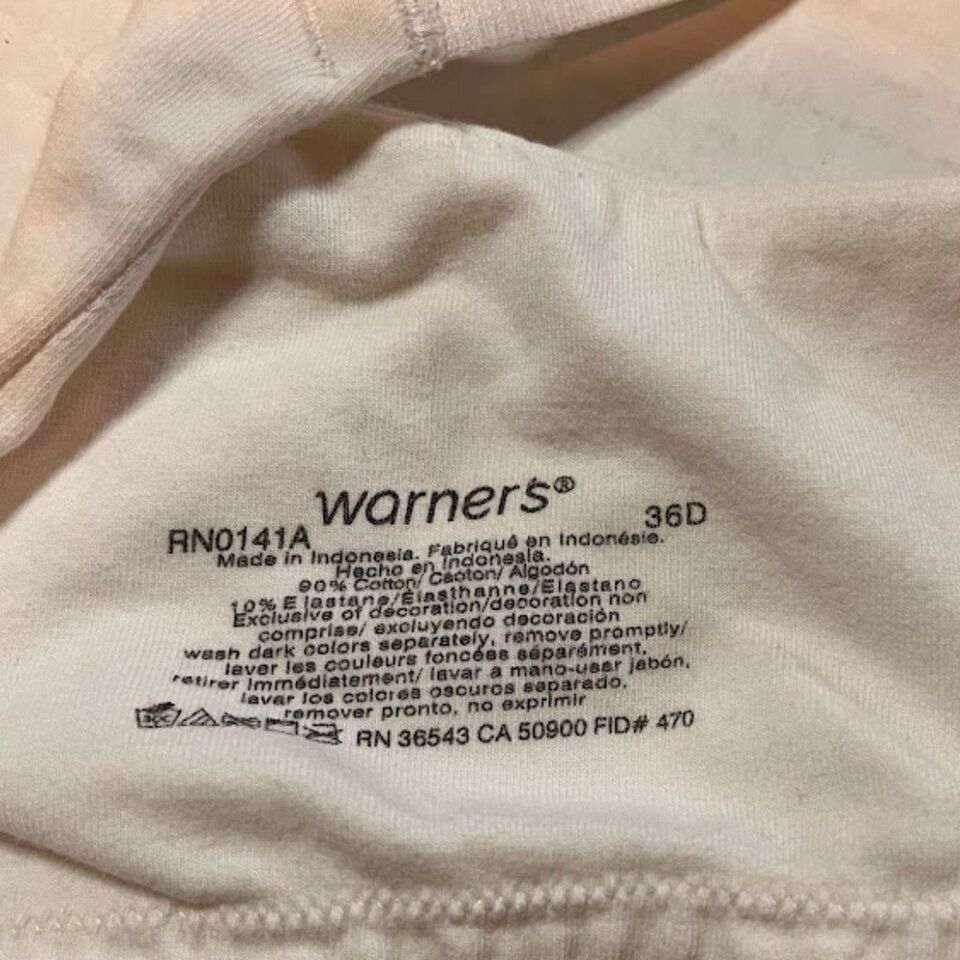 warners®
RN0141A 36D
Made in Indonesia. Fabriqué en Indonésie.
Hecho en Indonesia.
90% Cotton/ Caoton/ Algodón
10% Elastane/Élasthanne/Elastano
Exclusive of decoration/decoration non
comprise/ excluyendo decoración
wash dark colors separately, remove promptly/
laver les couleurs foncées séparément,
retirer immédiatement/ lavar a mano-usar jabón,
lavar los colores oscuros separado,
remover pronto, no exprimir
RN 36543 CA 50900 FID# 470